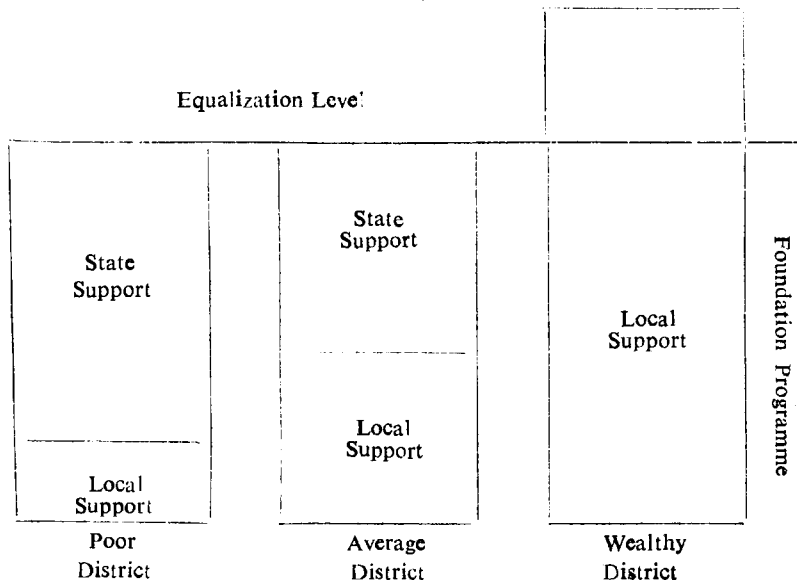 Equalization Level
State
Support
State
Support
Local
Support
Local
Support
Local
Support
Foundation Programme
Poor
District
Average
District
Wealthy
District